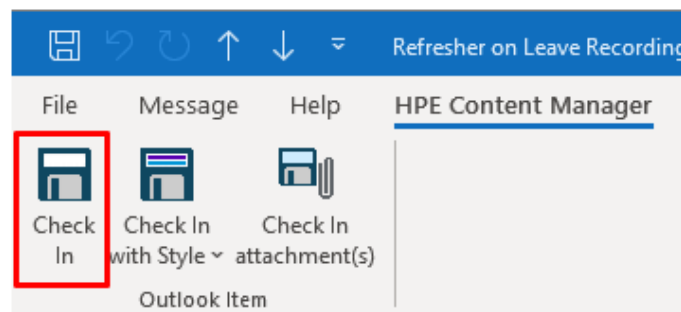 Refresher on Leave Recording
File Message Help HPE Content Manager
Check Check In Check In
In with Style attachment(s)
Outlook Item